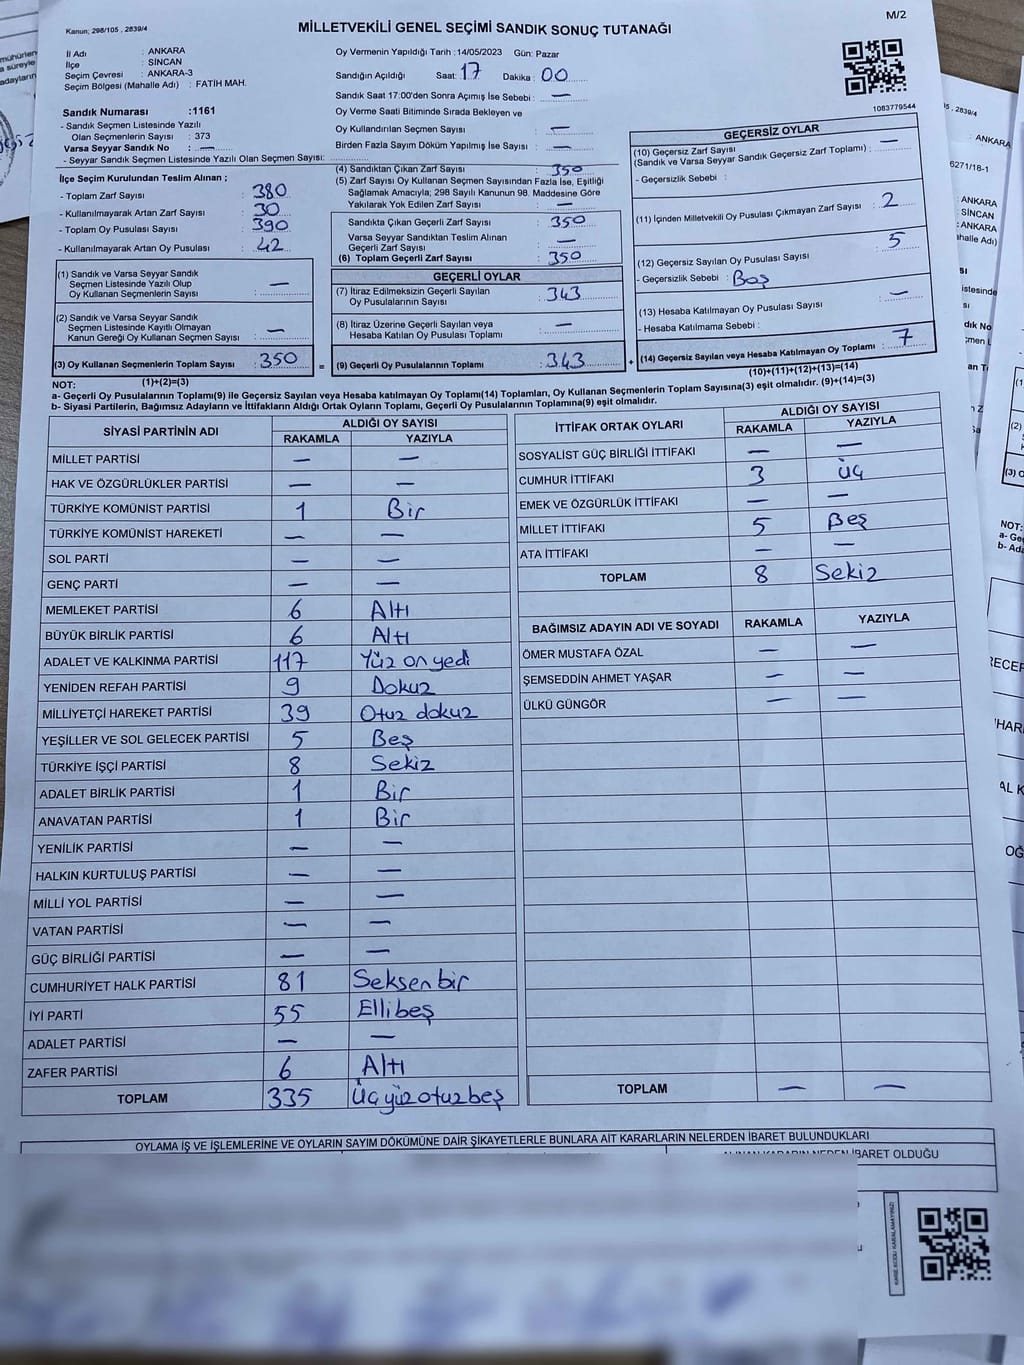 Kanun; 298/105 , 2839/4
MİLLETVEKİLİ GENEL SEÇİMİ SANDIK SONUÇ TUTANAĞI
M/2
İl Adı : ANKARA
İlçe : SİNCAN
Seçim Çevresi : ANKARA-3
Seçim Bölgesi (Mahalle Adı) : FATİH MAH.
Oy Vermenin Yapıldığı Tarih :14/05/2023 Gün: Pazar
Sandığın Açıldığı Saat: 17 Dakika : 00
Sandık Saat 17:00'den Sonra Açımış İse Sebebi : —
Oy Verme Saati Bitiminde Sırada Bekleyen ve
Oy Kullandırılan Seçmen Sayısı : —
Birden Fazla Sayım Döküm Yapılmış İse Sayısı : —
1083779544
Sandık Numarası :1161
- Sandık Seçmen Listesinde Yazılı
Olan Seçmenlerin Sayısı : 373
Varsa Seyyar Sandık No : —
- Seyyar Sandık Seçmen Listesinde Yazılı Olan Seçmen Sayısı:
İlçe Seçim Kurulundan Teslim Alınan ;
- Toplam Zarf Sayısı : 380
- Kullanılmayarak Artan Zarf Sayısı : 30
- Toplam Oy Pusulası Sayısı : 390
- Kullanılmayarak Artan Oy Pusulası : 42
(1) Sandık ve Varsa Seyyar Sandık
Seçmen Listesinde Yazılı Olup
Oy Kullanan Seçmenlerin Sayısı : —
(2) Sandık ve Varsa Seyyar Sandık
Seçmen Listesinde Kayıtlı Olmayan
Kanun Gereği Oy Kullanan Seçmen Sayısı : —
(3) Oy Kullanan Seçmenlerin Toplam Sayısı : 350
(4) Sandıktan Çıkan Zarf Sayısı : 350
(5) Zarf Sayısı Oy Kullanan Seçmen Sayısından Fazla İse, Eşitliği
Sağlamak Amacıyla; 298 Sayılı Kanunun 98. Maddesine Göre
Yakılarak Yok Edilen Zarf Sayısı : —
Sandıkta Çıkan Geçerli Zarf Sayısı : 350
Varsa Seyyar Sandıktan Teslim Alınan
Geçerli Zarf Sayısı : —
(6) Toplam Geçerli Zarf Sayısı : 350
GEÇERLİ OYLAR
(7) İtiraz Edilmeksizin Geçerli Sayılan
Oy Pusulalarının Sayısı : 343
(8) İtiraz Üzerine Geçerli Sayılan veya
Hesaba Katılan Oy Pusulası Toplamı : —
= (9) Geçerli Oy Pusulalarının Toplamı : 343
GEÇERSİZ OYLAR
(10) Geçersiz Zarf Sayısı
(Sandık ve Varsa Seyyar Sandık Geçersiz Zarf Toplamı) : —
- Geçersizlik Sebebi :
(11) İçinden Milletvekili Oy Pusulası Çıkmayan Zarf Sayısı : 2
(12) Geçersiz Sayılan Oy Pusulası Sayısı : 5
- Geçersizlik Sebebi : Boş
(13) Hesaba Katılmayan Oy Pusulası Sayısı : —
- Hesaba Katılmama Sebebi :
+ (14) Geçersiz Sayılan veya Hesaba Katılmayan Oy Toplamı : 7
NOT: (1)+(2)=(3)
(10)+(11)+(12)+(13)=(14)
a- Geçerli Oy Pusulalarının Toplamı(9) ile Geçersiz Sayılan veya Hesaba katılmayan Oy Toplamı(14) Toplamları, Oy Kullanan Seçmenlerin Toplam Sayısına(3) eşit olmalıdır. (9)+(14)=(3)
b- Siyasi Partilerin, Bağımsız Adayların ve İttifakların Aldığı Ortak Oyların Toplamı, Geçerli Oy Pusulalarının Toplamına(9) eşit olmalıdır.
SİYASİ PARTİNİN ADI ALDIĞI OY SAYISI
RAKAMLA YAZIYLA
MİLLET PARTİSİ — —
HAK VE ÖZGÜRLÜKLER PARTİSİ — —
TÜRKİYE KOMÜNİST PARTİSİ 1 Bir
TÜRKİYE KOMÜNİST HAREKETİ — —
SOL PARTİ — —
GENÇ PARTİ — —
MEMLEKET PARTİSİ 6 Altı
BÜYÜK BİRLİK PARTİSİ 6 Altı
ADALET VE KALKINMA PARTİSİ 117 Yüz on yedi
YENİDEN REFAH PARTİSİ 9 Dokuz
MİLLİYETÇİ HAREKET PARTİSİ 39 Otuz dokuz
YEŞİLLER VE SOL GELECEK PARTİSİ 5 Beş
TÜRKİYE İŞÇİ PARTİSİ 8 Sekiz
ADALET BİRLİK PARTİSİ 1 Bir
ANAVATAN PARTİSİ 1 Bir
YENİLİK PARTİSİ — —
HALKIN KURTULUŞ PARTİSİ — —
MİLLİ YOL PARTİSİ — —
VATAN PARTİSİ — —
GÜÇ BİRLİĞİ PARTİSİ — —
CUMHURİYET HALK PARTİSİ 81 Seksen bir
İYİ PARTİ 55 Elli beş
ADALET PARTİSİ — —
ZAFER PARTİSİ 6 Altı
TOPLAM 335 Üç yüz otuz beş
İTTİFAK ORTAK OYLARI ALDIĞI OY SAYISI
RAKAMLA YAZIYLA
SOSYALİST GÜÇ BİRLİĞİ İTTİFAKI — —
CUMHUR İTTİFAKI 3 Üç
EMEK VE ÖZGÜRLÜK İTTİFAKI — —
MİLLET İTTİFAKI 5 Beş
ATA İTTİFAKI — —
TOPLAM 8 Sekiz
BAĞIMSIZ ADAYIN ADI VE SOYADI RAKAMLA YAZIYLA
ÖMER MUSTAFA ÖZAL — —
ŞEMSEDDİN AHMET YAŞAR — —
ÜLKÜ GÜNGÖR — —
TOPLAM — —
OYLAMA İŞ VE İŞLEMLERİNE VE OYLARIN SAYIM DÖKÜMÜNE DAİR ŞİKAYETLERLE BUNLARA AİT KARARLARIN NELERDEN İBARET BULUNDUKLARI
İBARET OLDUĞU
KARE KODU KARALAMAYINIZ!
, 2839/4
: ANKARA
6271/18-1
: ANKARA
: SİNCAN
: ANKARA
NOT: